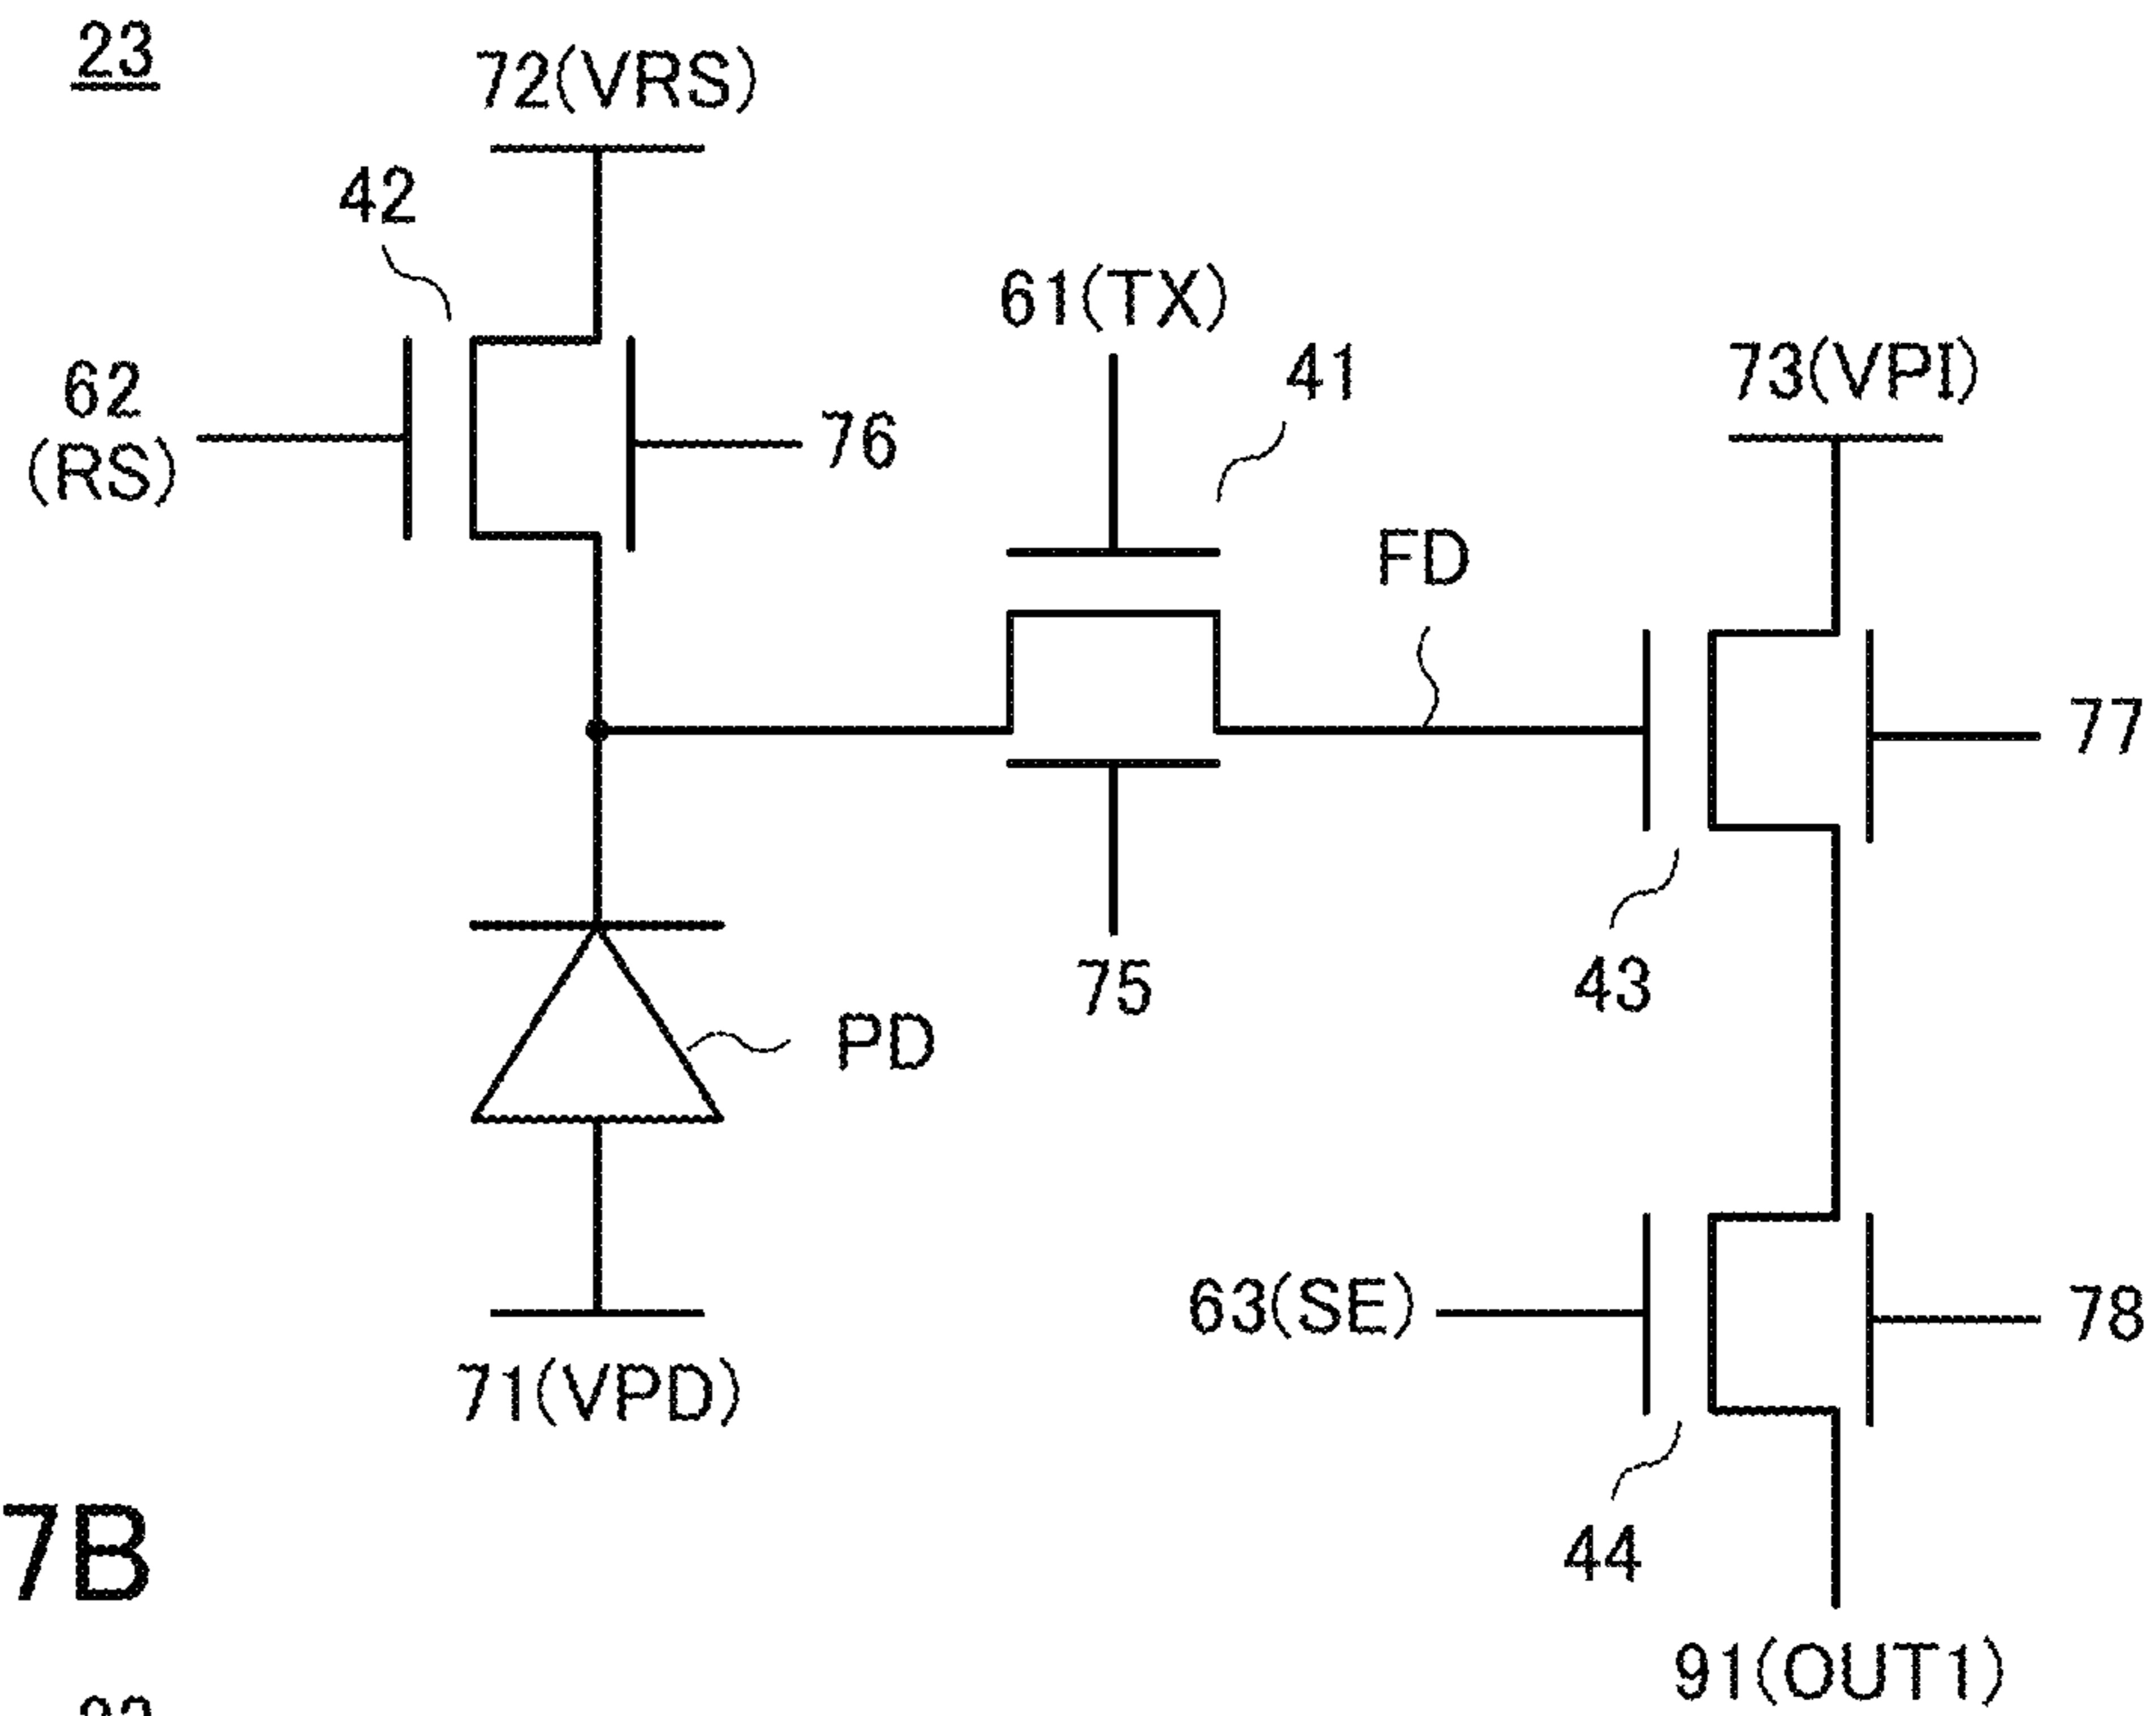 23
72(VRS)
42
61(TX)
41
73(VPI)
62
(RS)
76
FD
77
43
75
PD
63(SE)
78
71(VPD)
44
7B
91(OUT1)